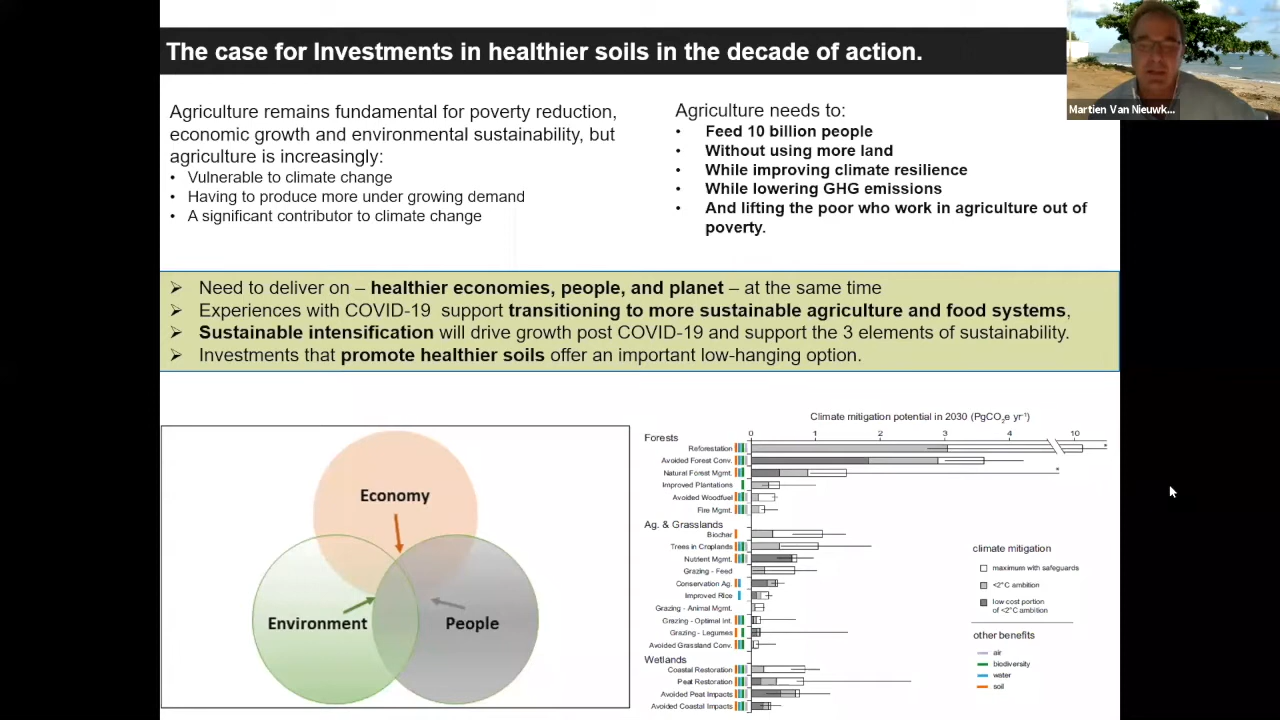 The case for Investments in healthier soils in the decade of action.
Martien Van Nieuwk...
Agriculture remains fundamental for poverty reduction,
economic growth and environmental sustainability, but
agriculture is increasingly:
• Vulnerable to climate change
• Having to produce more under growing demand
• A significant contributor to climate change
Agriculture needs to:
• Feed 10 billion people
• Without using more land
• While improving climate resilience
• While lowering GHG emissions
• And lifting the poor who work in agriculture out of
poverty.
➢ Need to deliver on – healthier economies, people, and planet – at the same time
➢ Experiences with COVID-19 support transitioning to more sustainable agriculture and food systems,
➢ Sustainable intensification will drive growth post COVID-19 and support the 3 elements of sustainability.
➢ Investments that promote healthier soils offer an important low-hanging option.
Economy
Environment
People
Climate mitigation potential in 2030 (PgCO2e yr⁻¹)
0 1 2 3 4 10
Forests
Reforestation
Avoided Forest Conv.
Natural Forest Mgmt.
Improved Plantations
Avoided Woodfuel
Fire Mgmt.
Ag. & Grasslands
Biochar
Trees in Croplands
Nutrient Mgmt.
Grazing - Feed
Conservation Ag.
Improved Rice
Grazing - Animal Mgmt.
Grazing - Optimal Int.
Grazing - Legumes
Avoided Grassland Conv.
Wetlands
Coastal Restoration
Peat Restoration
Avoided Peat Impacts
Avoided Coastal Impacts
climate mitigation
maximum with safeguards
<2°C ambition
low cost portion
of <2°C ambition
other benefits
air
biodiversity
water
soil